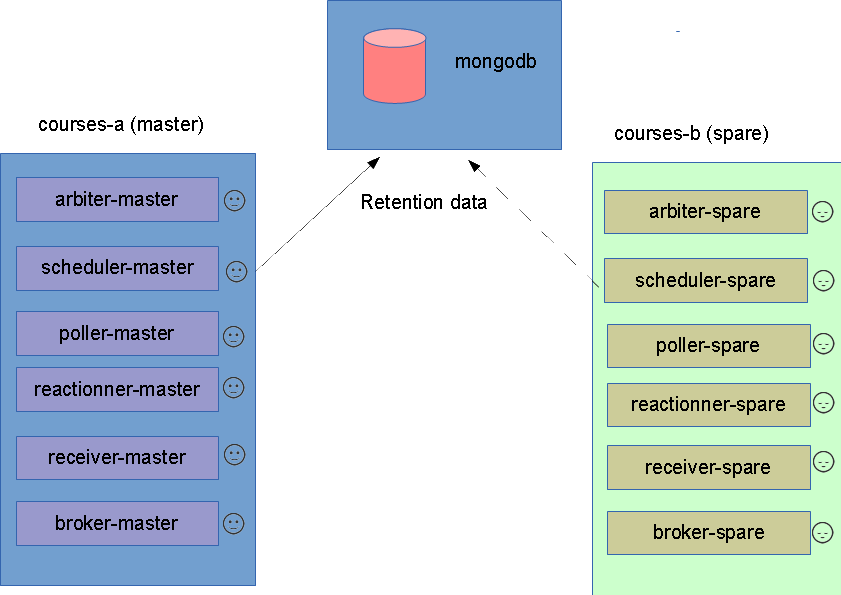 mongodb
courses-a (master)
courses-b (spare)
Retention data
arbiter-master
scheduler-master
poller-master
reactionner-master
receiver-master
broker-master
arbiter-spare
scheduler-spare
poller-spare
reactionner-spare
receiver-spare
broker-spare